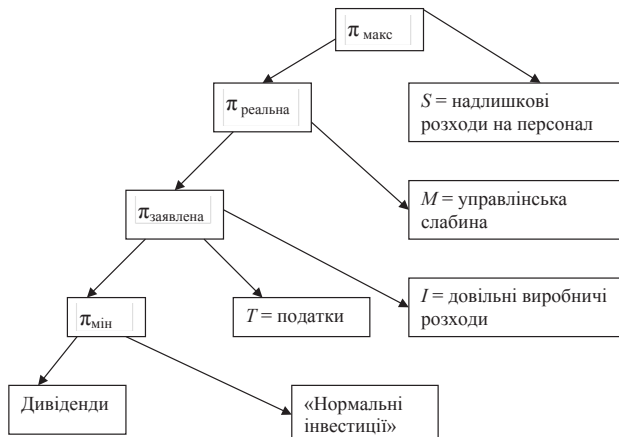 π макс
π реальна
S = надлишкові
розходи на персонал
π заявлена
M = управлінська
слабина
π мін
T = податки
I = довільні виробничі
розходи
Дивіденди
«Нормальні
інвестиції»